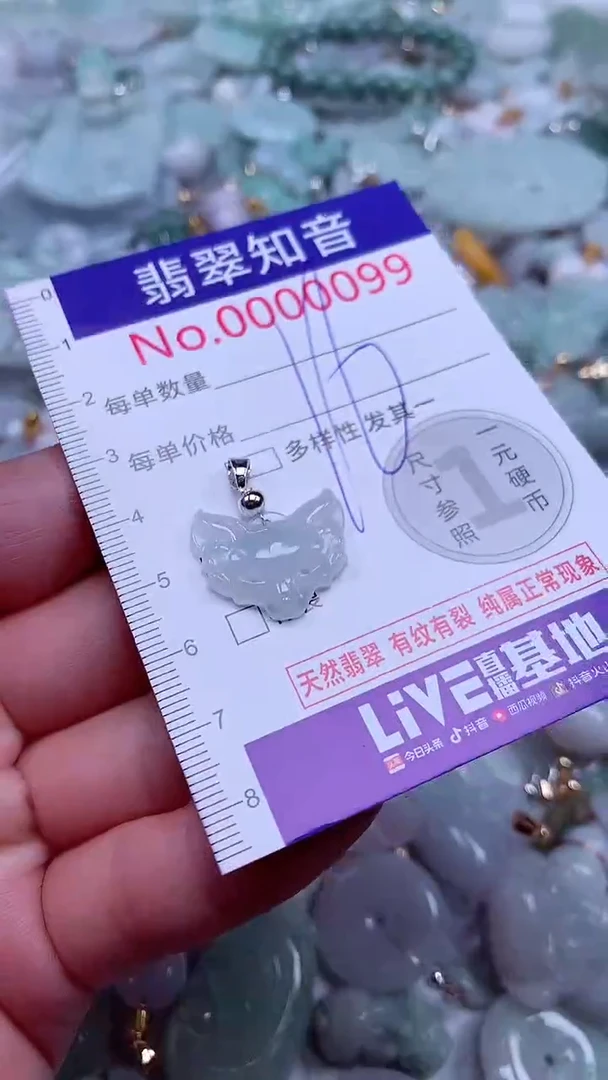 翡翠知音
No.0000099
0
1
2
3
4
5
6
7
8
每单数量
每单价格
多样性 发其一
1
尺寸参照
一元硬币
天然翡翠 有纹有裂 纯属正常现象
LiVE直播基地
今日头条 抖音 西瓜视频 抖音火山